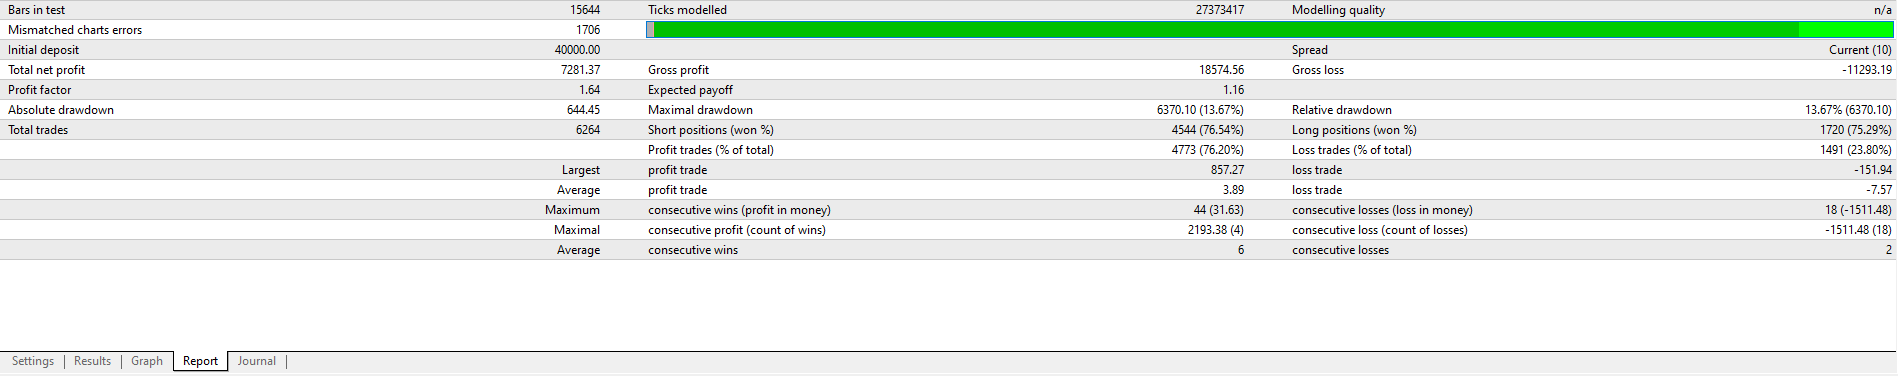 Bars in test 15644 Ticks modelled 27373417 Modelling quality n/a
Mismatched charts errors 1706
Initial deposit 40000.00 Spread Current (10)
Total net profit 7281.37 Gross profit 18574.56 Gross loss -11293.19
Profit factor 1.64 Expected payoff 1.16
Absolute drawdown 644.45 Maximal drawdown 6370.10 (13.67%) Relative drawdown 13.67% (6370.10)
Total trades 6264 Short positions (won %) 4544 (76.54%) Long positions (won %) 1720 (75.29%)
Profit trades (% of total) 4773 (76.20%) Loss trades (% of total) 1491 (23.80%)
Largest profit trade 857.27 loss trade -151.94
Average profit trade 3.89 loss trade -7.57
Maximum consecutive wins (profit in money) 44 (31.63) consecutive losses (loss in money) 18 (-1511.48)
Maximal consecutive profit (count of wins) 2193.38 (4) consecutive loss (count of losses) -1511.48 (18)
Average consecutive wins 6 consecutive losses 2
Settings Results Graph Report Journal